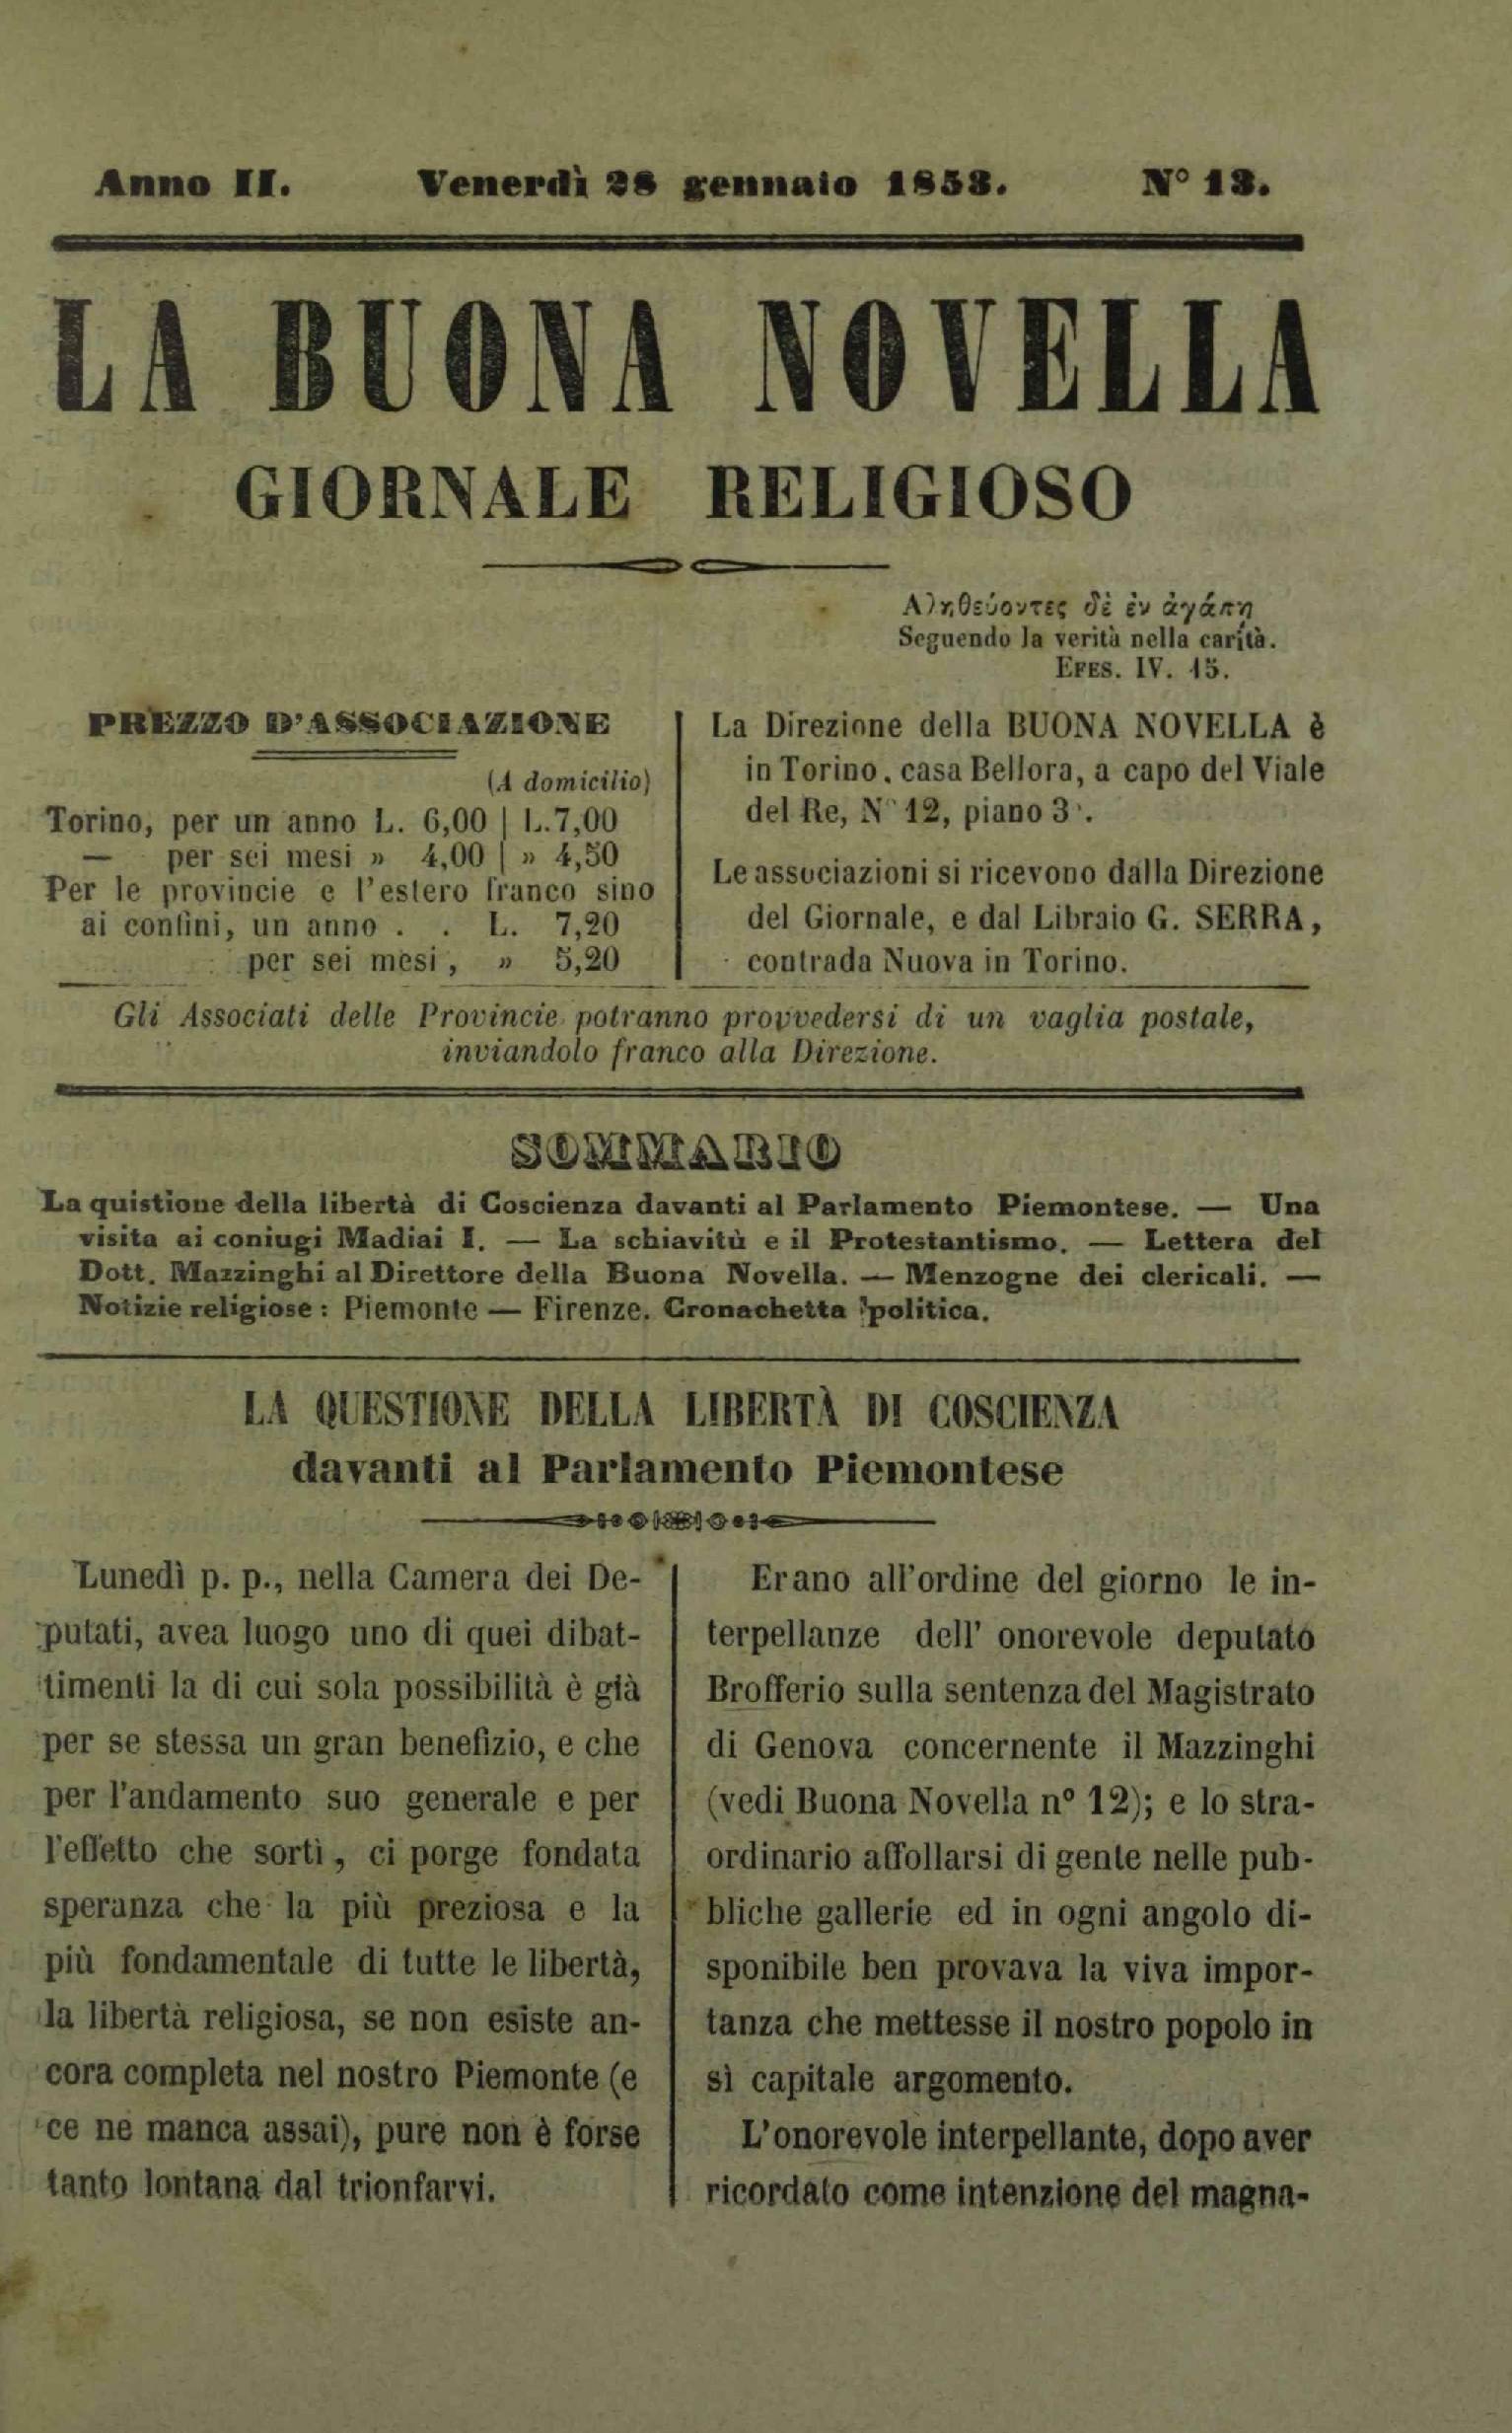 Anno II. Venerdì 28 gennaio 1853. N° 13.
LA BUONA NOVELLA
GIORNALE RELIGIOSO
Αληθεύοντες δὲ ἐν ἀγάπη
Seguendo la verità nella carità.
EFES. IV. 15.
PREZZO D'ASSOCIAZIONE
(A domicilio)
Torino, per un anno L. 6,00 | L.7,00
— per sei mesi » 4,00 | » 4,50
Per le provincie e l'estero franco sino
ai confini, un anno . . L. 7,20
per sei mesi, » 5,20
La Direzione della BUONA NOVELLA è
in Torino, casa Bellora, a capo del Viale
del Re, N° 12, piano 3°.
Le associazioni si ricevono dalla Direzione
del Giornale, e dal Libraio G. SERRA,
contrada Nuova in Torino.
Gli Associati delle Provincie potranno provvedersi di un vaglia postale,
inviandolo franco alla Direzione.
SOMMARIO
La quistione della libertà di Coscienza davanti al Parlamento Piemontese. — Una
visita ai coniugi Madiai I. — La schiavitù e il Protestantismo. — Lettera del
Dott. Mazzinghi al Direttore della Buona Novella. — Menzogne dei clericali. —
Notizie religiose : Piemonte — Firenze. Cronachetta politica.
LA QUESTIONE DELLA LIBERTÀ DI COSCIENZA
davanti al Parlamento Piemontese
Lunedì p. p., nella Camera dei De-
putati, avea luogo uno di quei dibat-
timenti la di cui sola possibilità è già
per se stessa un gran benefizio, e che
per l'andamento suo generale e per
l'effetto che sortì, ci porge fondata
speranza che la più preziosa e la
più fondamentale di tutte le libertà,
la libertà religiosa, se non esiste an-
cora completa nel nostro Piemonte (e
ce ne manca assai), pure non è forse
tanto lontana dal trionfarvi.
Erano all'ordine del giorno le in-
terpellanze dell' onorevole deputato
Brofferio sulla sentenza del Magistrato
di Genova concernente il Mazzinghi
(vedi Buona Novella n° 12); e lo stra-
ordinario affollarsi di gente nelle pub-
bliche gallerie ed in ogni angolo di-
sponibile ben provava la viva impor-
tanza che mettesse il nostro popolo in
sì capitale argomento.
L'onorevole interpellante, dopo aver
ricordato come intenzione del magna-